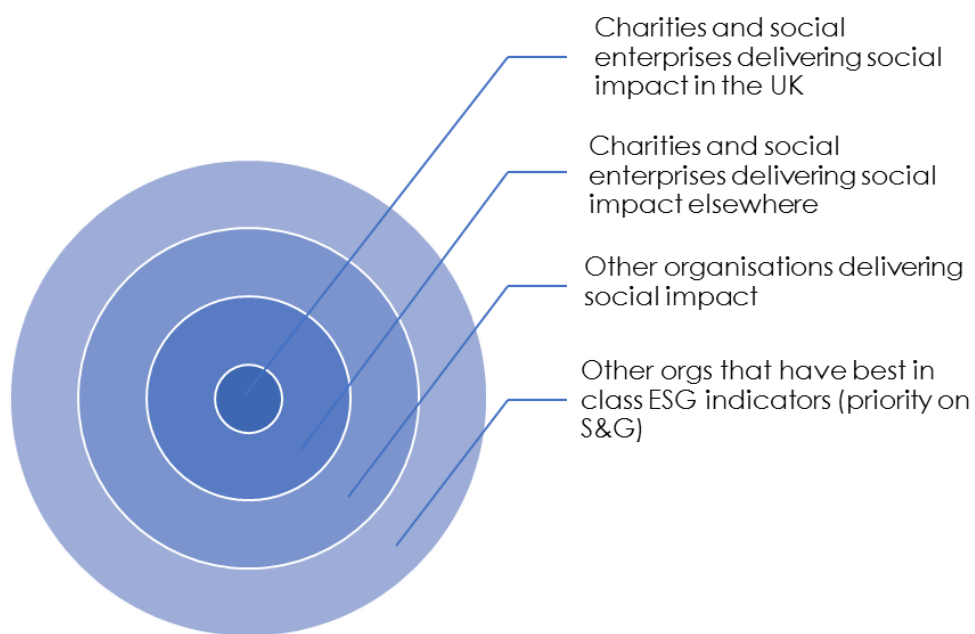 Charities and social
enterprises delivering social
impact in the UK
Charities and social
enterprises delivering social
impact elsewhere
Other organisations delivering
social impact
Other orgs that have best in
class ESG indicators (priority on
S&G)